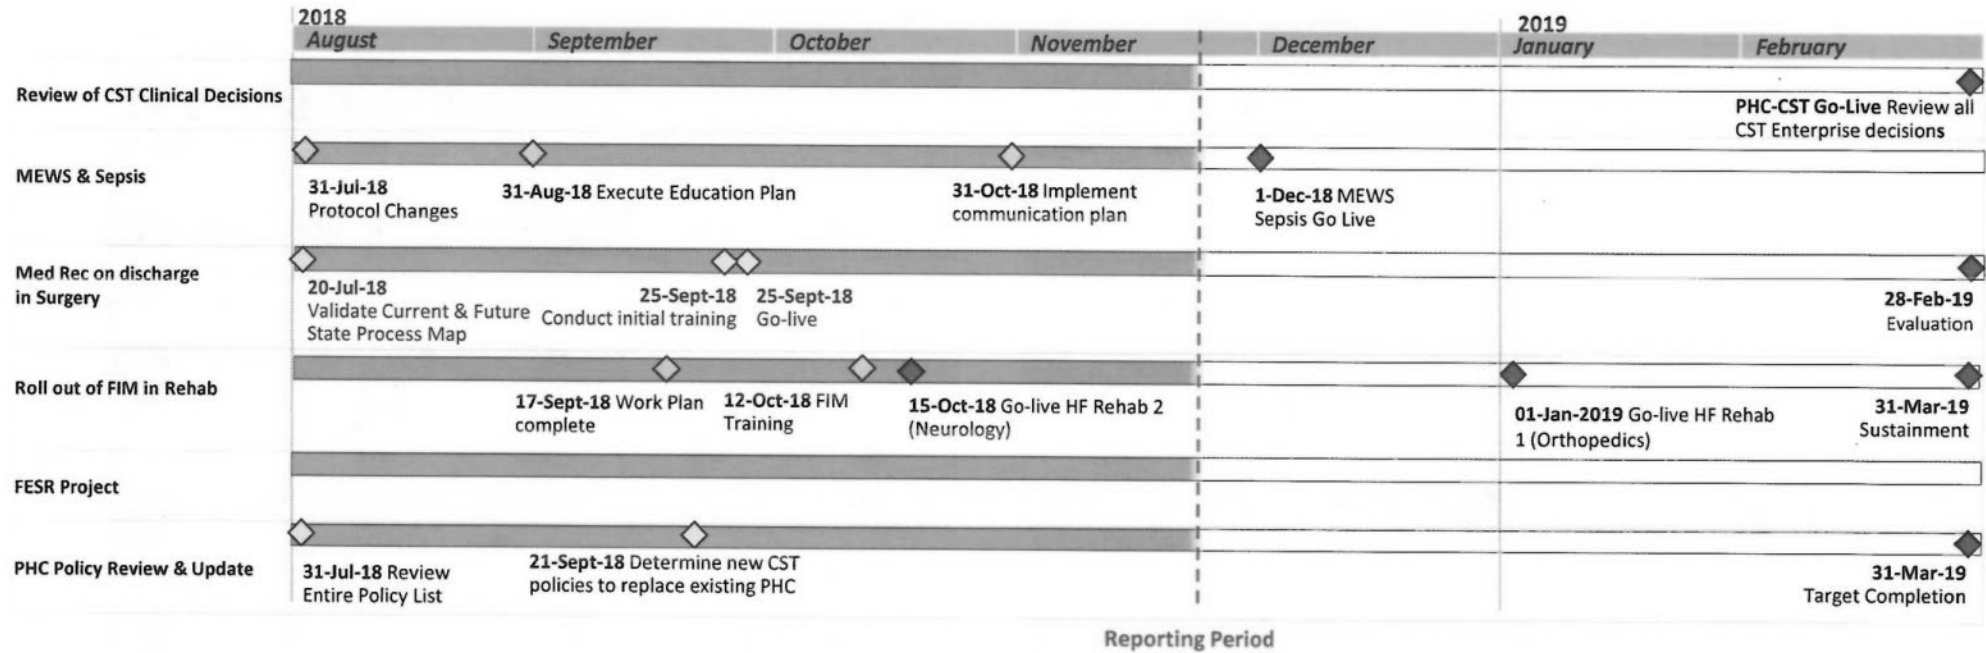 2018
2019
August September October November December January February
Review of CST Clinical Decisions
PHC-CST Go-Live Review all
CST Enterprise decisions
MEWS & Sepsis
31-Jul-18
Protocol Changes
31-Aug-18 Execute Education Plan
31-Oct-18 Implement
communication plan
1-Dec-18 MEWS
Sepsis Go Live
Med Rec on discharge
in Surgery
20-Jul-18
Validate Current & Future
State Process Map
25-Sept-18
Conduct initial training
25-Sept-18
Go-live
28-Feb-19
Evaluation
Roll out of FIM in Rehab
17-Sept-18 Work Plan
complete
12-Oct-18 FIM
Training
15-Oct-18 Go-live HF Rehab 2
(Neurology)
01-Jan-2019 Go-live HF Rehab
1 (Orthopedics)
31-Mar-19
Sustainment
FESR Project
PHC Policy Review & Update
31-Jul-18 Review
Entire Policy List
21-Sept-18 Determine new CST
policies to replace existing PHC
31-Mar-19
Target Completion
Reporting Period